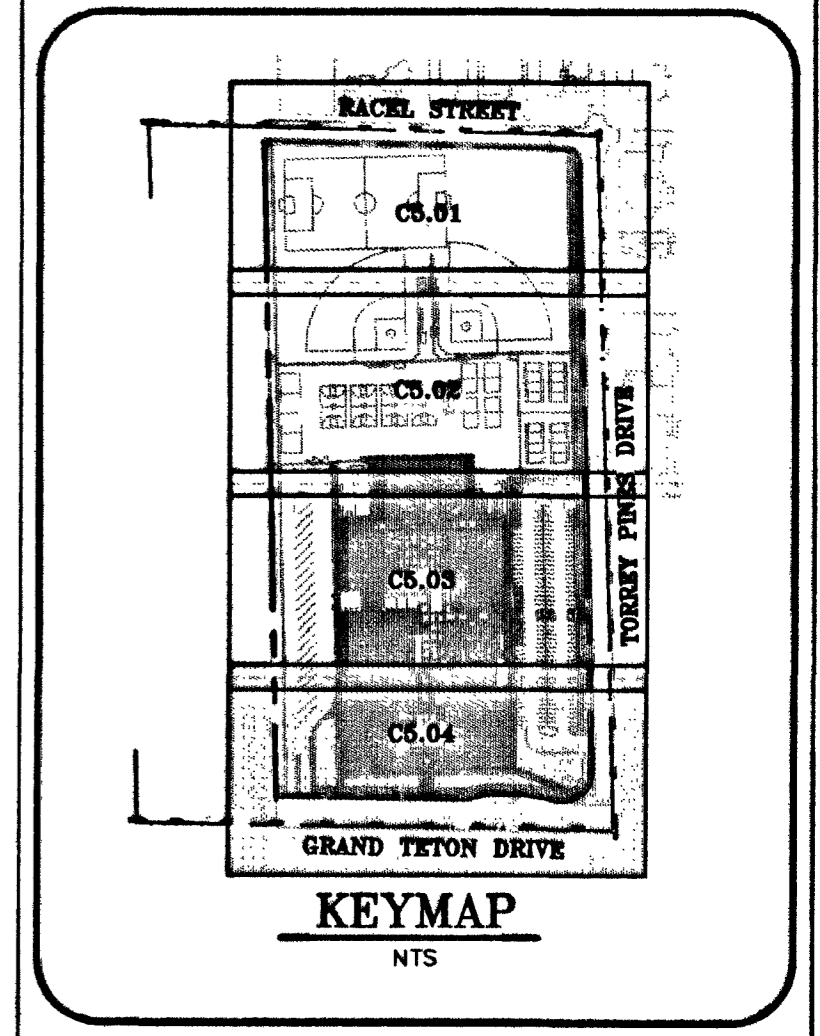 RACEL STREET
C5.01
C5.02
TORREY PINES DRIVE
C5.03
C5.04
GRAND TETON DRIVE
KEYMAP
NTS